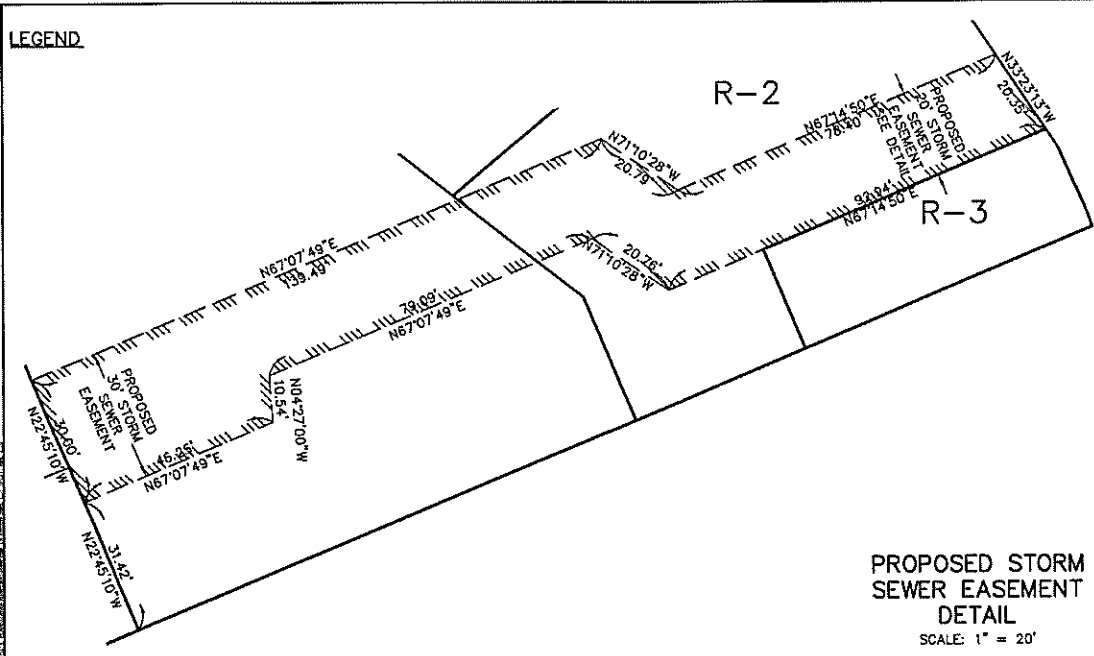 LEGEND
R-2
N33°23'13"W
20.35'
N67°14'50"E
78.40'
PROPOSED
20' STORM
SEWER
EASEMENT
SEE DETAIL
N71°10'28"W
20.79'
92.94'
N67°14'50"E
R-3
N67°07'49"E
139.49'
20.76'
N71°10'28"W
79.09'
N67°07'49"E
PROPOSED
30' STORM
SEWER
EASEMENT
N04°27'00"W
10.54'
30.00'
N22°45'10"W
46.26'
N67°07'49"E
31.42'
N22°45'10"W
PROPOSED STORM
SEWER EASEMENT
DETAIL
SCALE: 1" = 20'